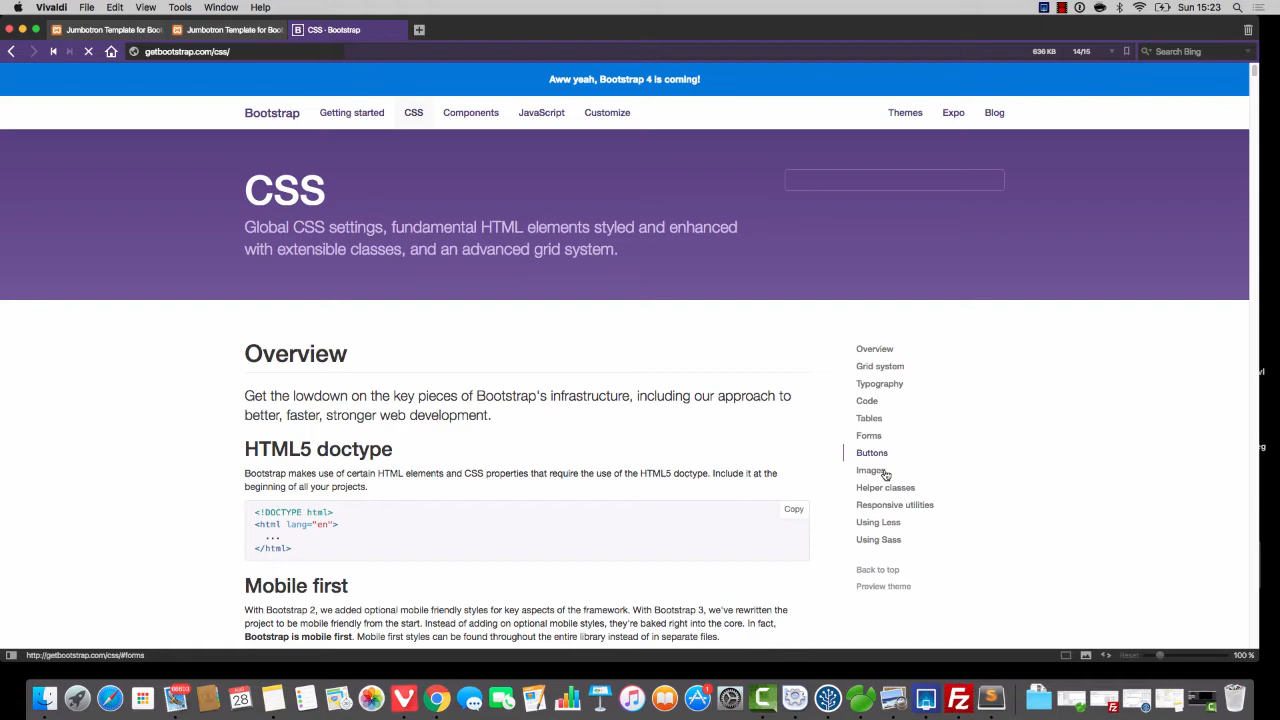 Vivaldi File Edit View Tools Window Help
Sun 15:23
Jumbotron Template for Boot
Jumbotron Template for Boot
B CSS · Bootstrap
getbootstrap.com/css/
636 KB 14/15
Search Bing
Aww yeah, Bootstrap 4 is coming!
Bootstrap Getting started CSS Components JavaScript Customize Themes Expo Blog
CSS
Global CSS settings, fundamental HTML elements styled and enhanced
with extensible classes, and an advanced grid system.
Overview
Get the lowdown on the key pieces of Bootstrap's infrastructure, including our approach to
better, faster, stronger web development.
HTML5 doctype
Bootstrap makes use of certain HTML elements and CSS properties that require the use of the HTML5 doctype. Include it at the
beginning of all your projects.
Copy
<!DOCTYPE html>
<html lang="en">
...
</html>
Mobile first
With Bootstrap 2, we added optional mobile friendly styles for key aspects of the framework. With Bootstrap 3, we've rewritten the
project to be mobile friendly from the start. Instead of adding on optional mobile styles, they're baked right into the core. In fact,
Bootstrap is mobile first. Mobile first styles can be found throughout the entire library instead of in separate files.
Overview
Grid system
Typography
Code
Tables
Forms
Buttons
Images
Helper classes
Responsive utilities
Using Less
Using Sass
Back to top
Preview theme
http://getbootstrap.com/css/#forms
Reset 100 %
28